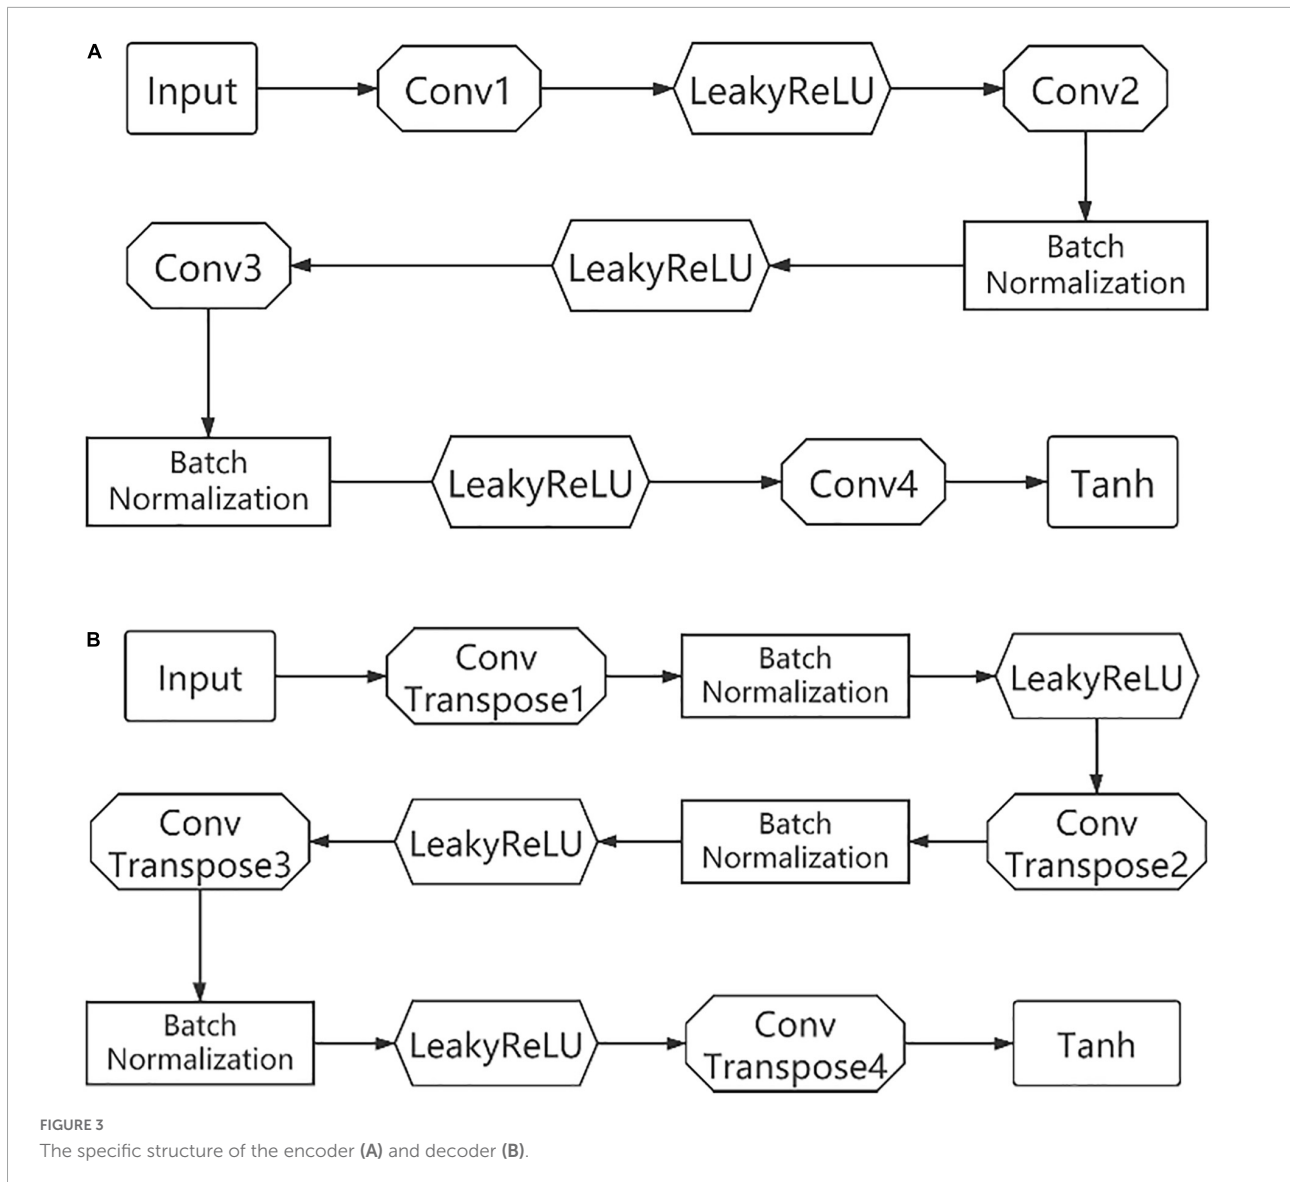 A
Input
Conv1
LeakyReLU
Conv2
Batch
Normalization
LeakyReLU
Conv3
Batch
Normalization
LeakyReLU
Conv4
Tanh
B
Input
Conv
Transpose1
Batch
Normalization
LeakyReLU
Conv
Transpose2
Batch
Normalization
LeakyReLU
Conv
Transpose3
Batch
Normalization
LeakyReLU
Conv
Transpose4
Tanh
FIGURE 3
The specific structure of the encoder (A) and decoder (B).